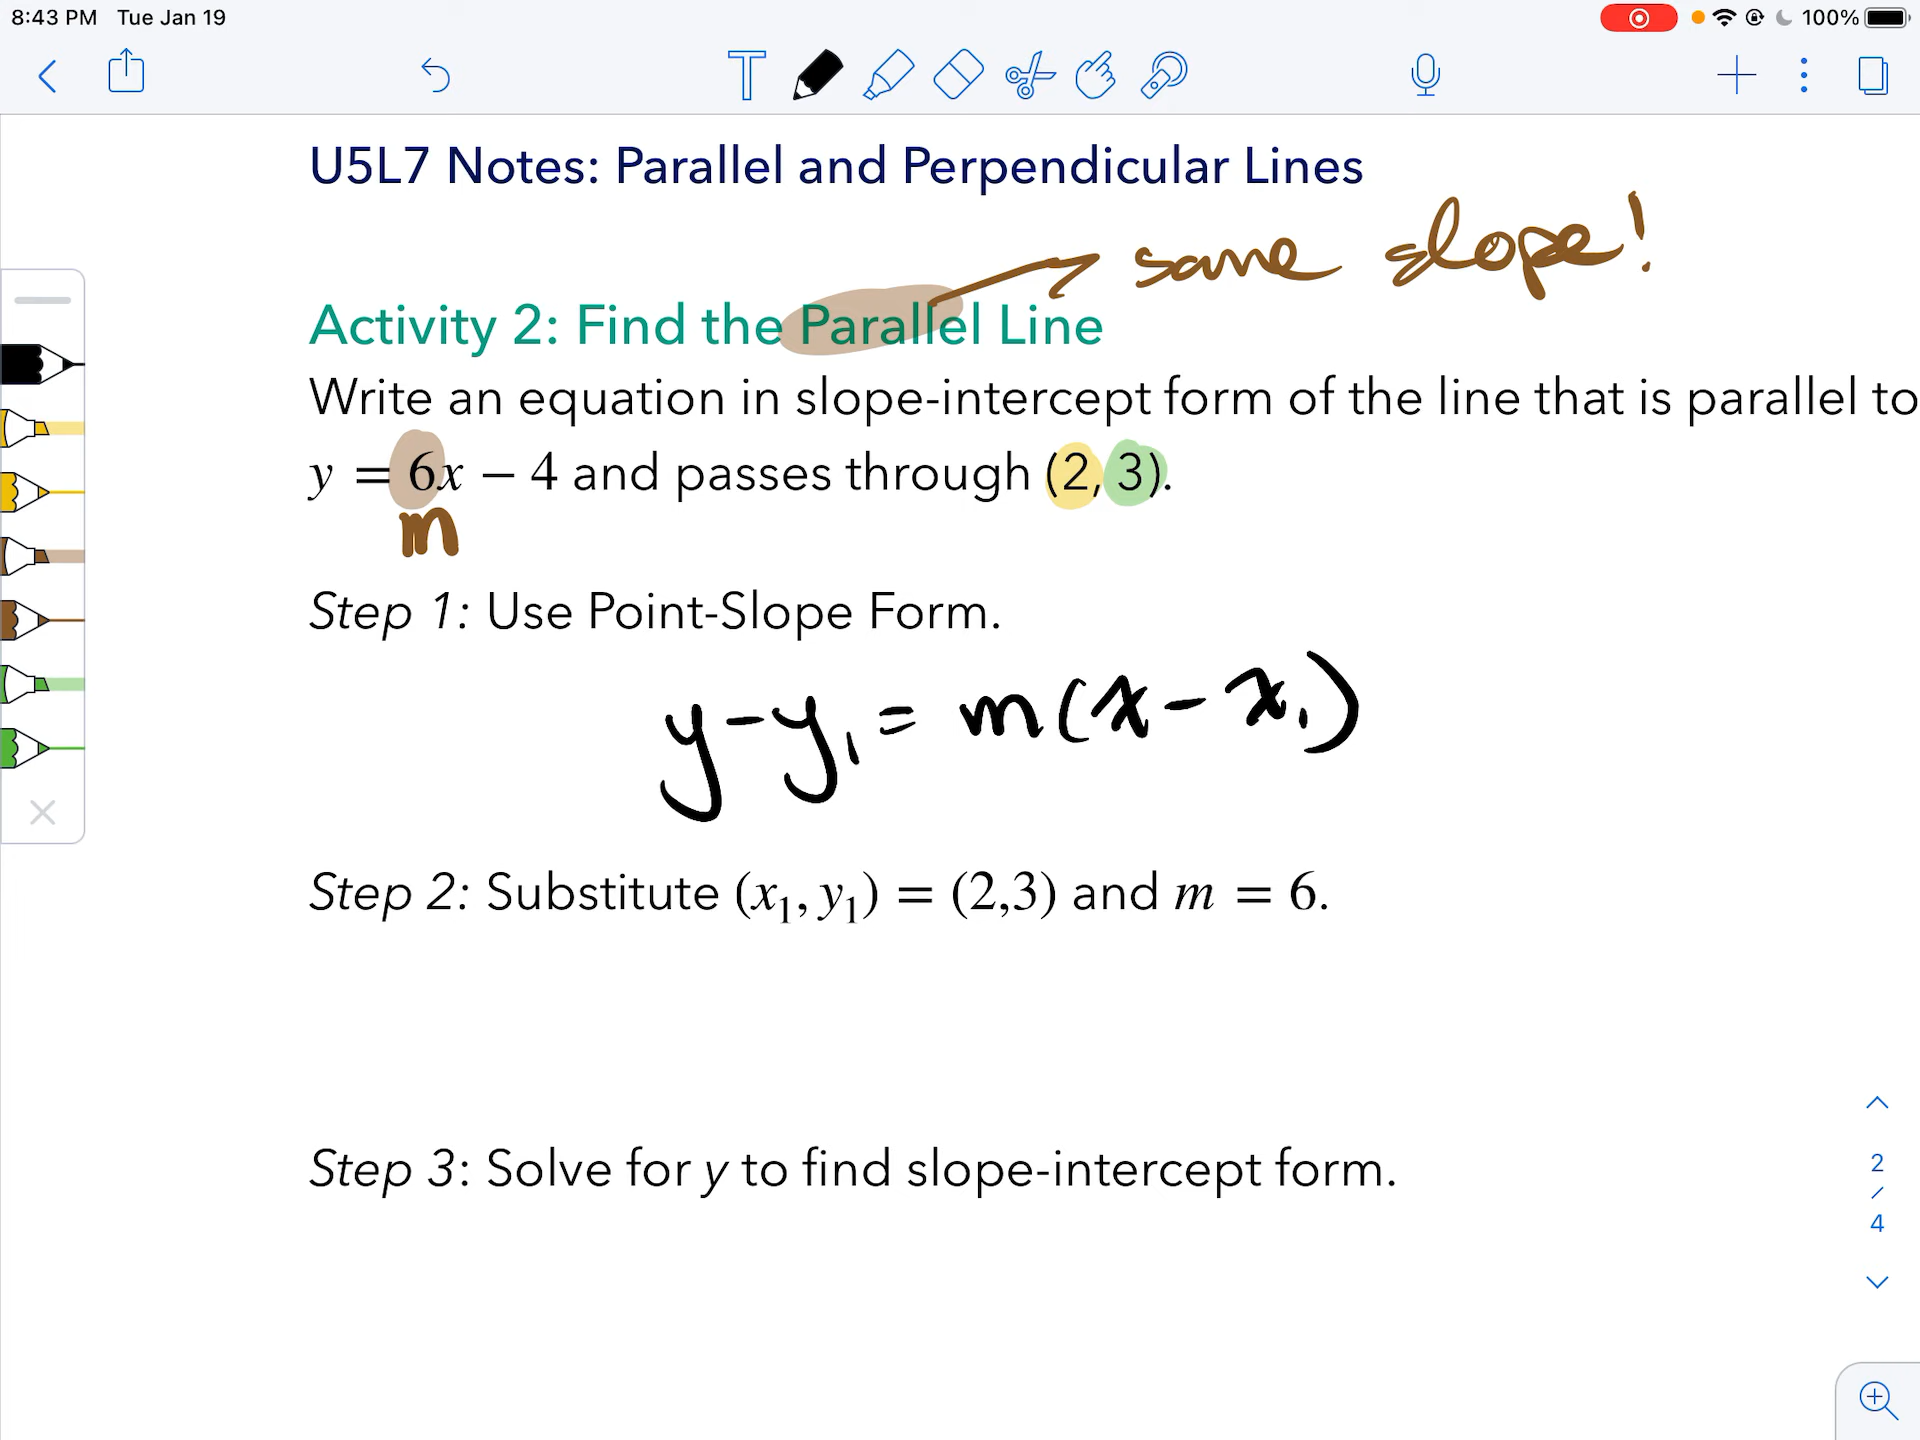 8:43 PM Tue Jan 19 100%
T
U5L7 Notes: Parallel and Perpendicular Lines
same slope!
Activity 2: Find the Parallel Line
Write an equation in slope-intercept form of the line that is parallel to
y = 6x − 4 and passes through (2, 3).
m
Step 1: Use Point-Slope Form.
y-y₁ = m(x-x₁)
Step 2: Substitute (x₁, y₁) = (2,3) and m = 6.
Step 3: Solve for y to find slope-intercept form.
2
/
4